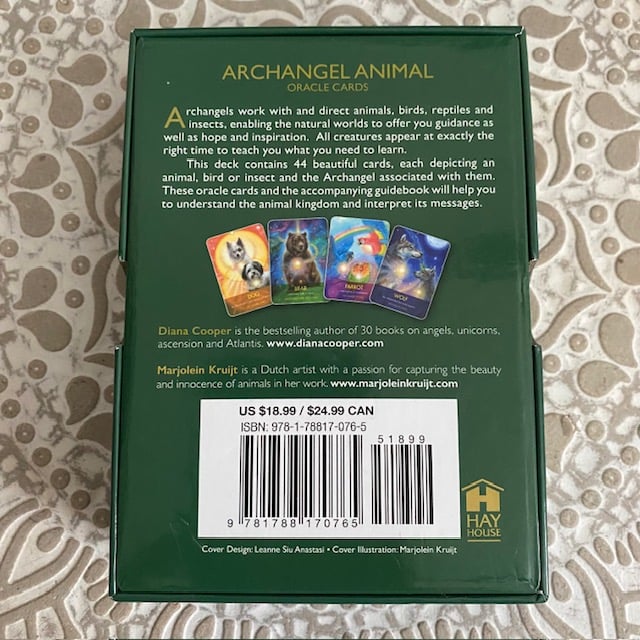 ARCHANGEL ANIMAL
ORACLE CARDS
Archangels work with and direct animals, birds, reptiles and
insects, enabling the natural worlds to offer you guidance as
well as hope and inspiration. All creatures appear at exactly the
right time to teach you what you need to learn.
This deck contains 44 beautiful cards, each depicting an
animal, bird or insect and the Archangel associated with them.
These oracle cards and the accompanying guidebook will help you
to understand the animal kingdom and interpret its messages.
DOG
BEAR
PARROT
WOLF
Diana Cooper is the bestselling author of 30 books on angels, unicorns,
ascension and Atlantis. www.dianacooper.com
Marjolein Kruijt is a Dutch artist with a passion for capturing the beauty
and innocence of animals in her work. www.marjoleinkruijt.com
US $18.99 / $24.99 CAN
ISBN: 978-1-78817-076-5
51899
9 781788 170765
HAY
HOUSE
Cover Design: Leanne Siu Anastasi • Cover Illustration: Marjolein Kruijt